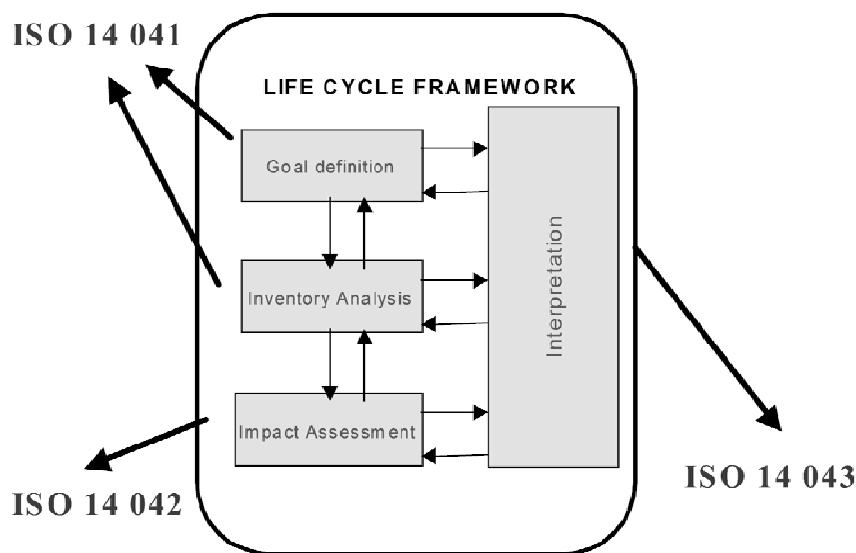 ISO 14 041
LIFE CYCLE FRAMEWORK
Goal definition
Inventory Analysis
Interpretation
Impact Assessment
ISO 14 042
ISO 14 043